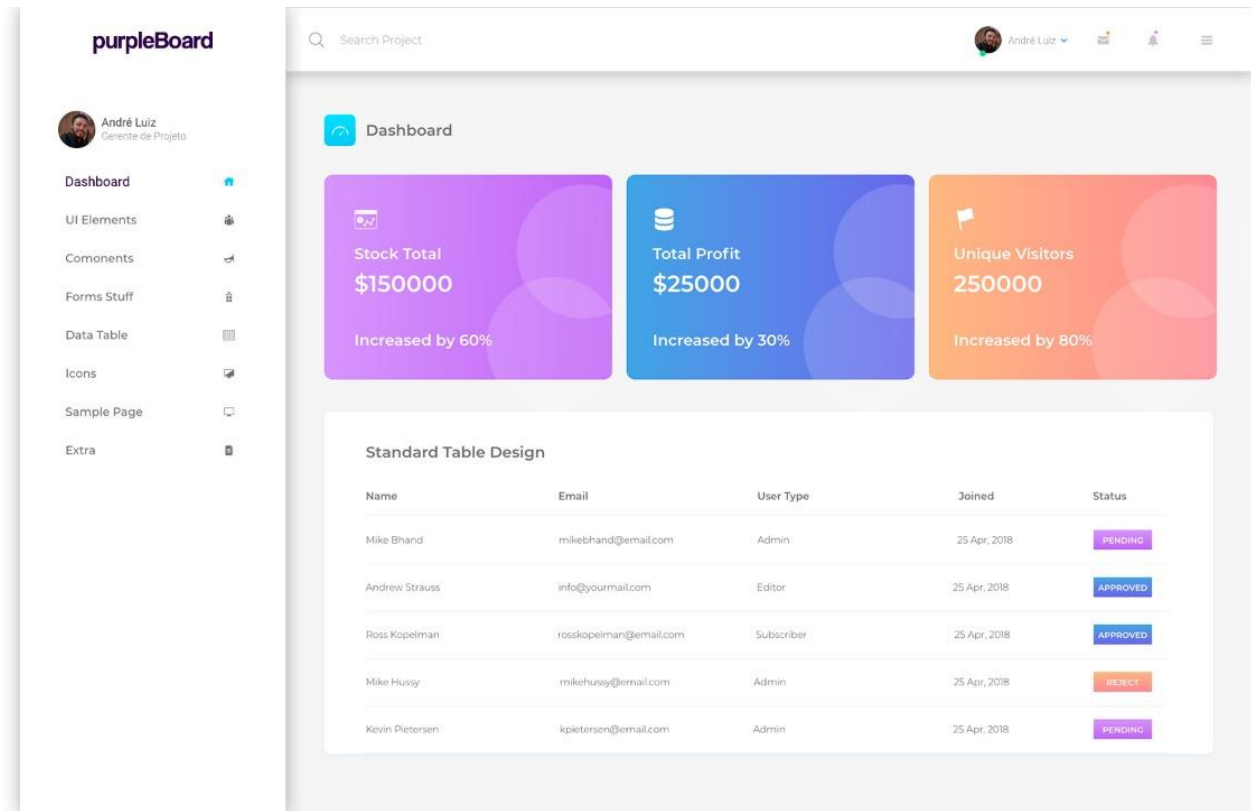 purpleBoard
Search Project
André Luiz
André Luiz
Gerente de Projeto
Dashboard
UI Elements
Comonents
Forms Stuff
Data Table
Icons
Sample Page
Extra
Dashboard
Stock Total
$150000
Increased by 60%
Total Profit
$25000
Increased by 30%
Unique Visitors
250000
Increased by 80%
Standard Table Design
Name Email User Type Joined Status
Mike Bhand mikebhand@email.com Admin 25 Apr, 2018 PENDING
Andrew Strauss info@yourmail.com Editor 25 Apr, 2018 APPROVED
Ross Kopelman rosskopelman@email.com Subscriber 25 Apr, 2018 APPROVED
Mike Hussy mikehussy@email.com Admin 25 Apr, 2018 REJECT
Kevin Pietersen kpietersen@email.com Admin 25 Apr, 2018 PENDING